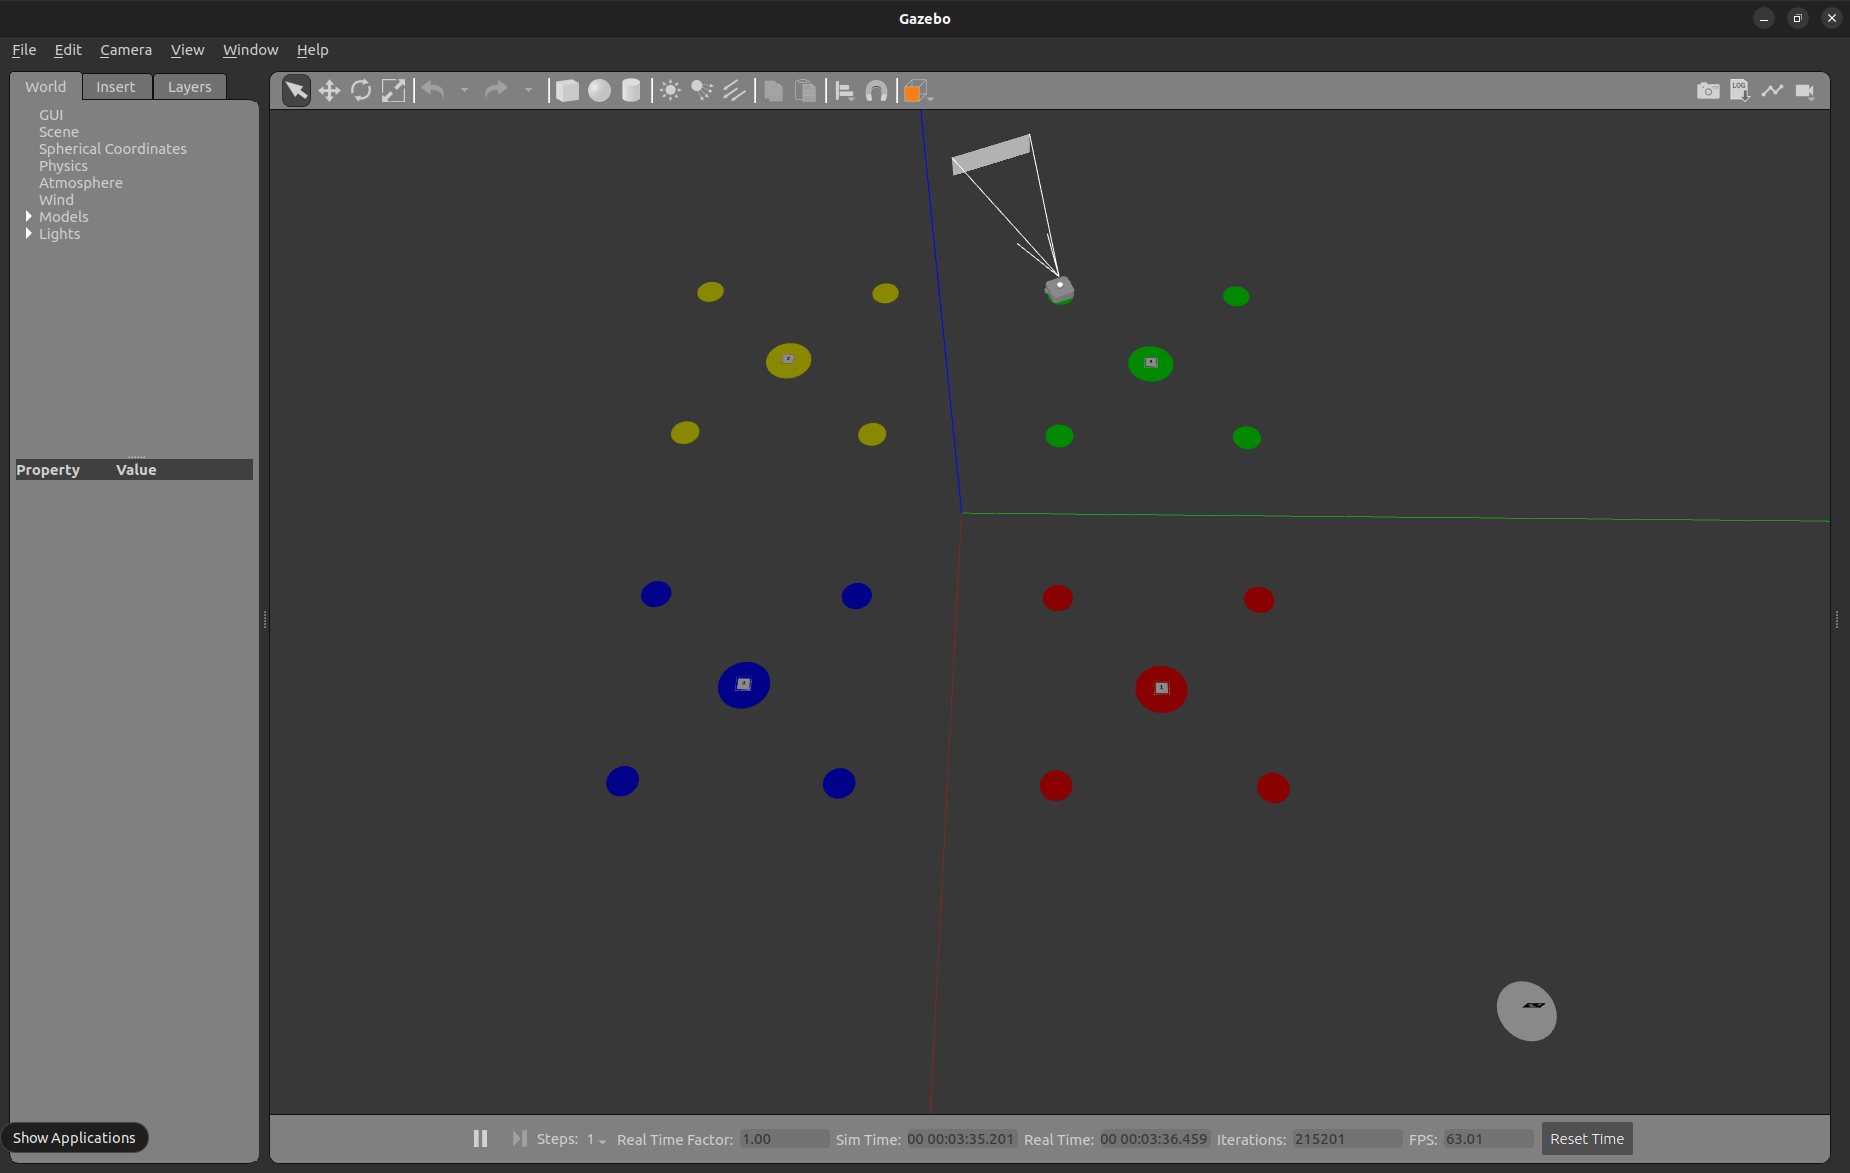 Gazebo
File Edit Camera View Window Help
World Insert Layers
LOG
GUI
Scene
Spherical Coordinates
Physics
Atmosphere
Wind
Models
Lights
Property Value
Show Applications
Steps: 1 Real Time Factor: 1.00 Sim Time: 00 00:03:35.201 Real Time: 00 00:03:36.459 Iterations: 215201 FPS: 63.01 Reset Time